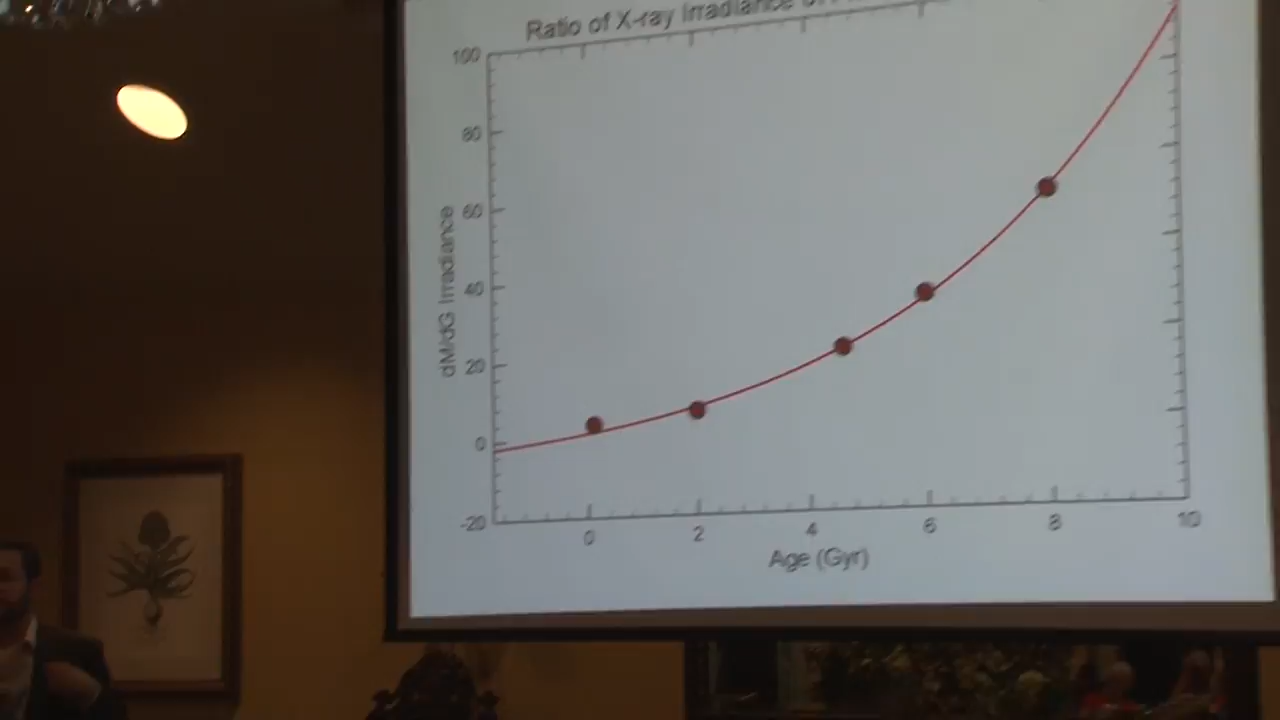 Ratio of X-ray Irradiance of
100
80
60
40
20
0
-20
dM/dG Irradiance
0 2 4 6 8 10
Age (Gyr)